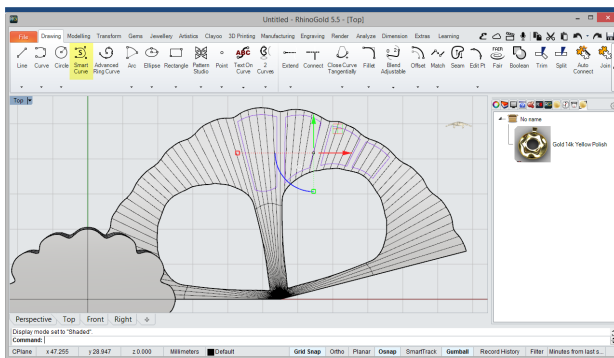 Untitled - RhinoGold 5.5 - [Top]
File Drawing Modelling Transform Gems Jewellery Artistics Clayoo 3D Printing Manufacturing Engraving Render Analyze Dimension Extras Learning
Line Curve Circle Smart Curve Advanced Ring Curve Arc Ellipse Rectangle Pattern Studio Point ABC Text On Curve 2 Curves Extend Connect Close Curve Tangentially Fillet Blend Adjustable Offset Match Seam Edit Pt Fair Boolean Trim Split Auto Connect Join
Top
No name
Gold 14k Yellow Polish
Perspective Top Front Right
Display mode set to "Shaded".
Command:
CPlane x 47.255 y 28.947 z 0.000 Millimeters Default Grid Snap Ortho Planar Osnap SmartTrack Gumball Record History Filter Minutes from last s...